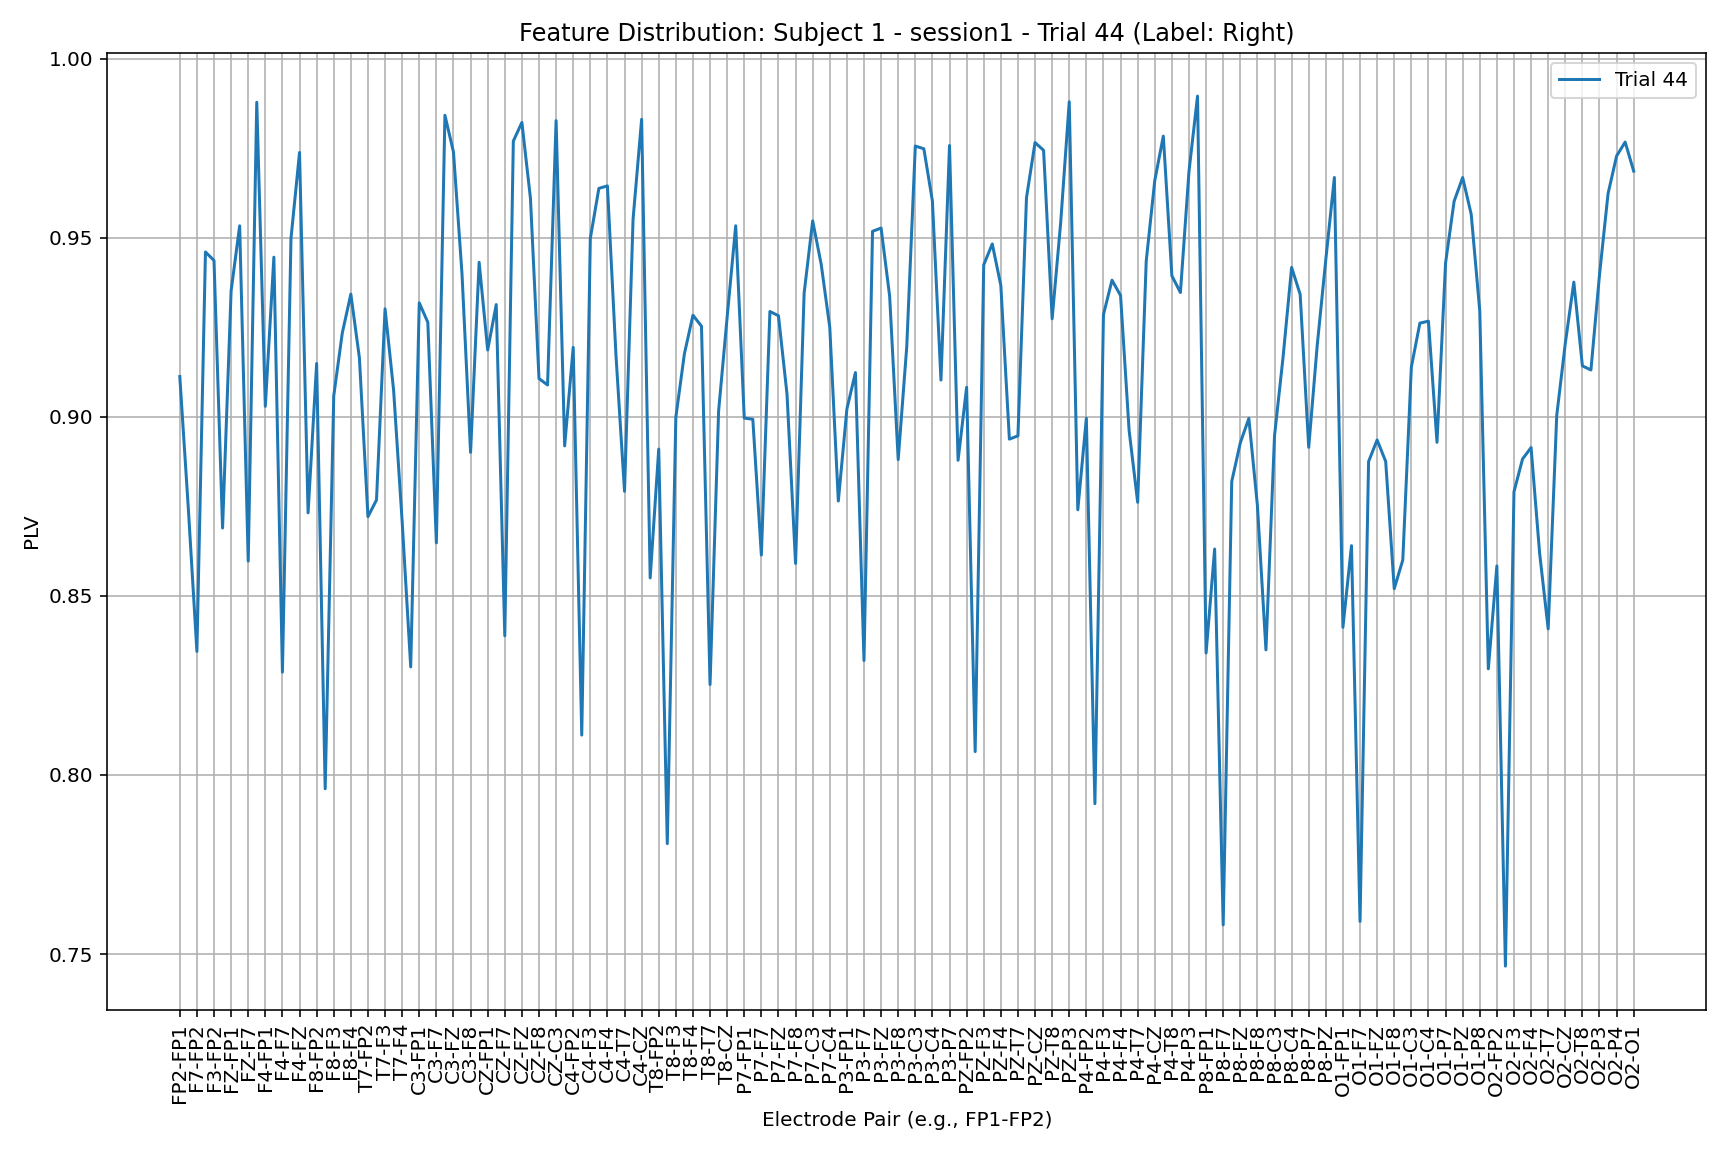 Feature Distribution: Subject 1 - session1 - Trial 44 (Label: Right)
Trial 44
1.00
0.95
0.90
0.85
0.80
0.75
PLV
FP2-FP1
F7-FP2
F3-FP2
FZ-FP1
FZ-F7
F4-FP1
F4-F7
F4-FZ
F8-FP2
F8-F3
F8-F4
T7-FP2
T7-F3
T7-F4
C3-FP1
C3-F7
C3-FZ
C3-F8
CZ-FP1
CZ-F7
CZ-FZ
CZ-F8
CZ-C3
C4-FP2
C4-F3
C4-F4
C4-T7
C4-CZ
T8-FP2
T8-F3
T8-F4
T8-T7
T8-CZ
P7-FP1
P7-F7
P7-FZ
P7-F8
P7-C3
P7-C4
P3-FP1
P3-F7
P3-FZ
P3-F8
P3-C3
P3-C4
P3-P7
PZ-FP2
PZ-F3
PZ-F4
PZ-T7
PZ-CZ
PZ-T8
PZ-P3
P4-FP2
P4-F3
P4-F4
P4-T7
P4-CZ
P4-T8
P4-P3
P8-FP1
P8-F7
P8-FZ
P8-F8
P8-C3
P8-C4
P8-P7
P8-PZ
O1-FP1
O1-F7
O1-FZ
O1-F8
O1-C3
O1-C4
O1-P7
O1-PZ
O1-P8
O2-FP2
O2-F3
O2-F4
O2-T7
O2-CZ
O2-T8
O2-P3
O2-P4
O2-O1
Electrode Pair (e.g., FP1-FP2)